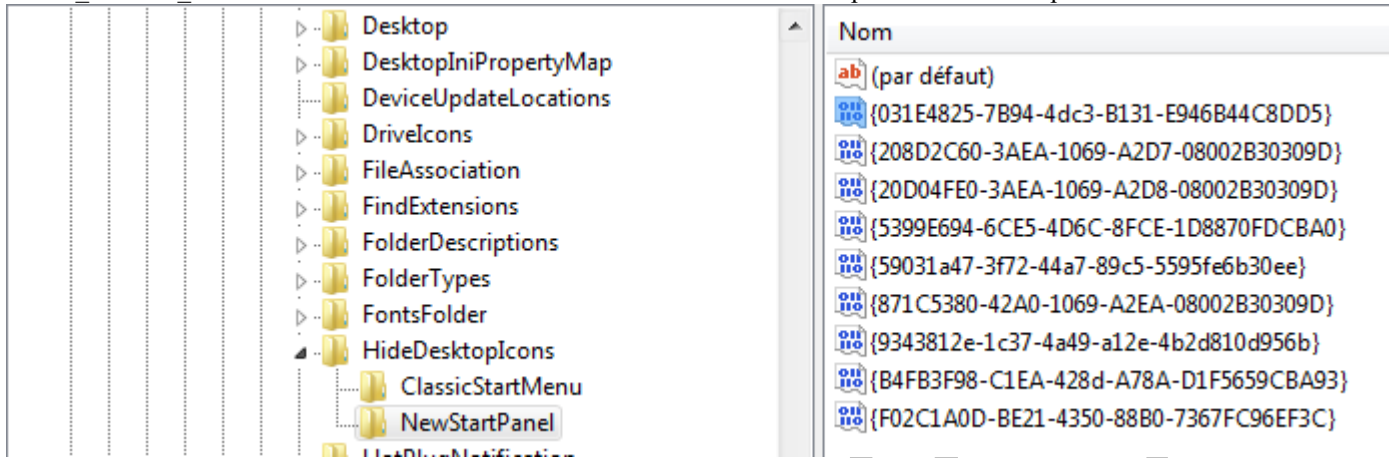 Desktop
DesktopIniPropertyMap
DeviceUpdateLocations
DriveIcons
FileAssociation
FindExtensions
FolderDescriptions
FolderTypes
FontsFolder
HideDesktopIcons
ClassicStartMenu
NewStartPanel
HotPlugNotification
Nom
(par défaut)
{031E4825-7B94-4dc3-B131-E946B44C8DD5}
{208D2C60-3AEA-1069-A2D7-08002B30309D}
{20D04FE0-3AEA-1069-A2D8-08002B30309D}
{5399E694-6CE5-4D6C-8FCE-1D8870FDCBA0}
{59031a47-3f72-44a7-89c5-5595fe6b30ee}
{871C5380-42A0-1069-A2EA-08002B30309D}
{9343812e-1c37-4a49-a12e-4b2d810d956b}
{B4FB3F98-C1EA-428d-A78A-D1F5659CBA93}
{F02C1A0D-BE21-4350-88B0-7367FC96EF3C}